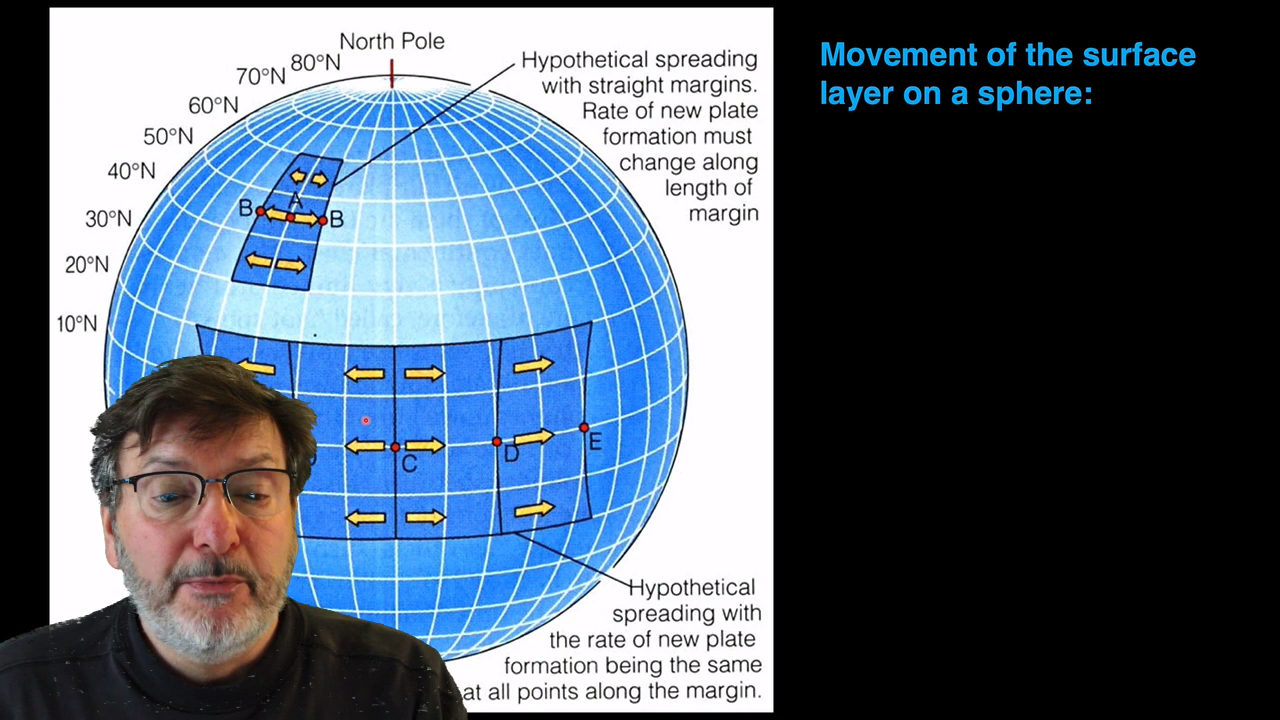 Movement of the surface
layer on a sphere:
North Pole
80°N
70°N
60°N
50°N
40°N
30°N
20°N
10°N
Hypothetical spreading
with straight margins.
Rate of new plate
formation must
change along
length of
margin
A
B
B
C
D
E
Hypothetical
spreading with
the rate of new plate
formation being the same
at all points along the margin.